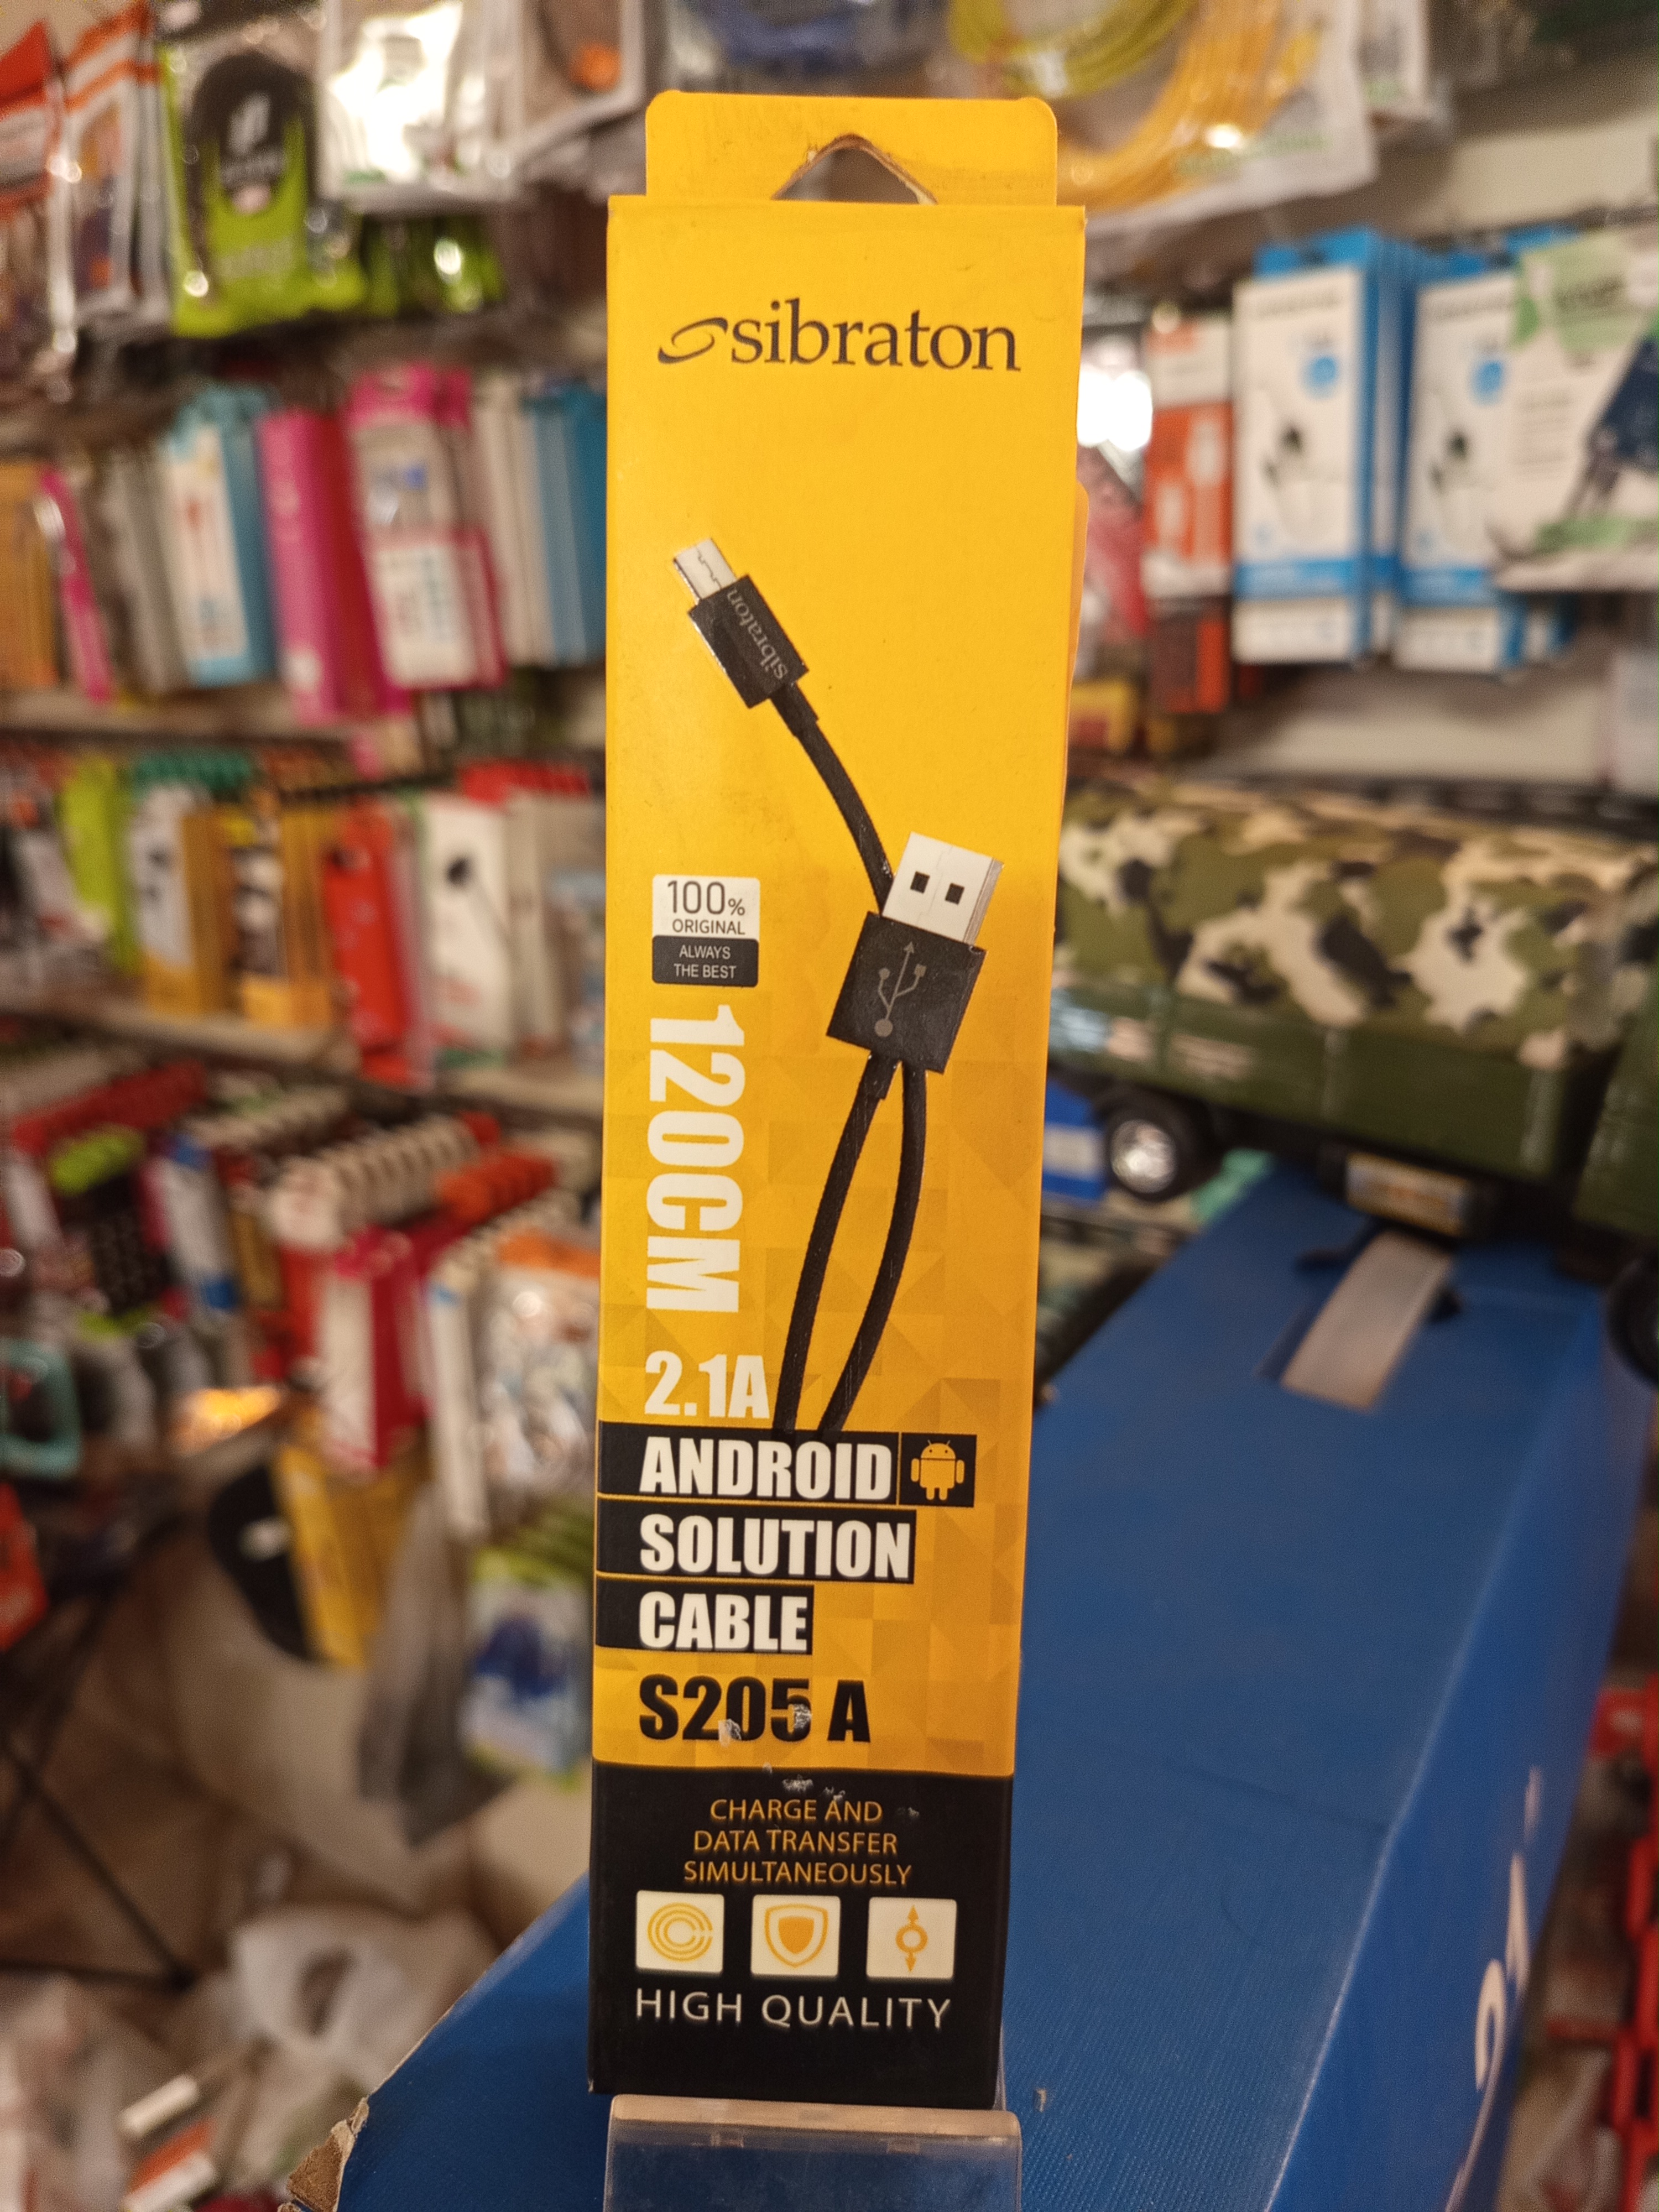 sibraton
sibraton
100%
ORIGINAL
ALWAYS
THE BEST
120CM
2.1A
ANDROID
SOLUTION
CABLE
S205 A
CHARGE AND
DATA TRANSFER
SIMULTANEOUSLY
HIGH QUALITY